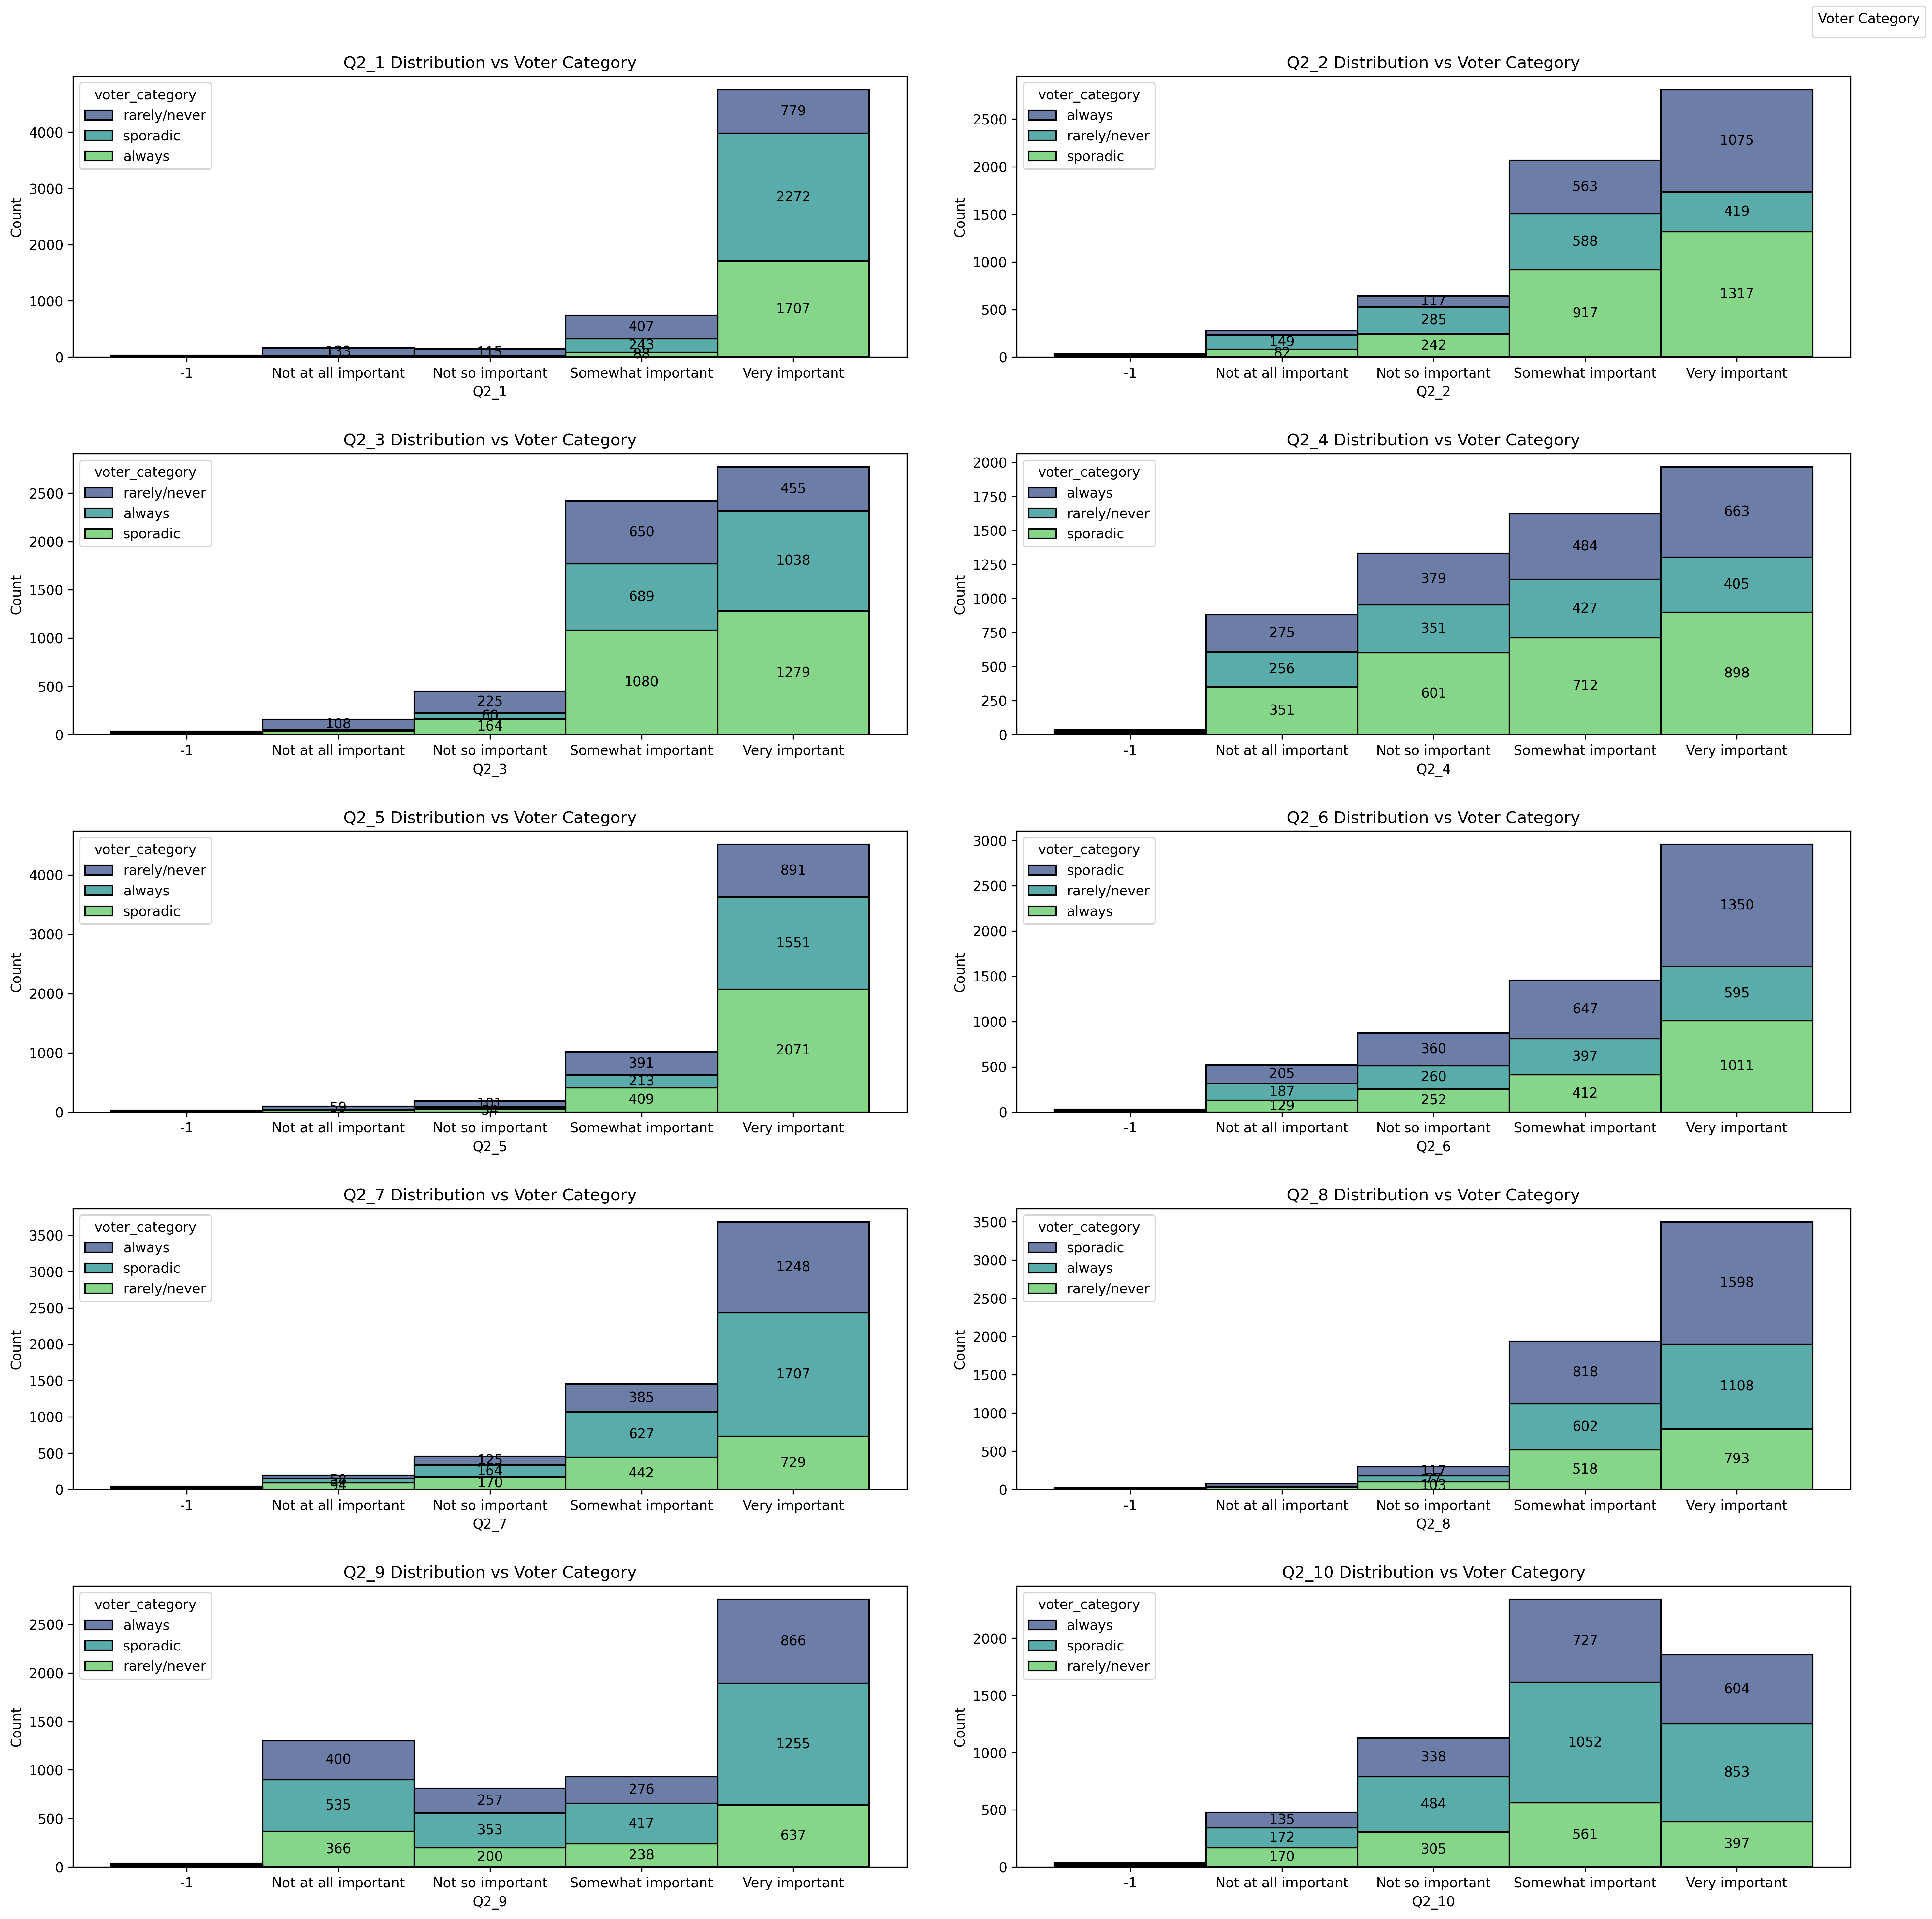 Voter Category
Q2_1 Distribution vs Voter Category
voter_category
rarely/never
sporadic
always
Count
4000
3000
2000
1000
0
779
2272
1707
407
243
88
115
133
-1
Not at all important
Not so important
Somewhat important
Very important
Q2_1
Q2_2 Distribution vs Voter Category
voter_category
always
rarely/never
sporadic
Count
2500
2000
1500
1000
500
0
1075
419
1317
563
588
917
117
285
242
149
82
-1
Not at all important
Not so important
Somewhat important
Very important
Q2_2
Q2_3 Distribution vs Voter Category
voter_category
rarely/never
always
sporadic
Count
2500
2000
1500
1000
500
0
455
1038
1279
650
689
1080
225
60
164
108
-1
Not at all important
Not so important
Somewhat important
Very important
Q2_3
Q2_4 Distribution vs Voter Category
voter_category
always
rarely/never
sporadic
Count
2000
1750
1500
1250
1000
750
500
250
0
663
405
898
484
427
712
379
351
601
275
256
351
-1
Not at all important
Not so important
Somewhat important
Very important
Q2_4
Q2_5 Distribution vs Voter Category
voter_category
rarely/never
always
sporadic
Count
4000
3000
2000
1000
0
891
1551
2071
391
213
409
101
59
-1
Not at all important
Not so important
Somewhat important
Very important
Q2_5
Q2_6 Distribution vs Voter Category
voter_category
sporadic
rarely/never
always
Count
3000
2500
2000
1500
1000
500
0
1350
595
1011
647
397
412
360
260
252
205
187
129
-1
Not at all important
Not so important
Somewhat important
Very important
Q2_6
Q2_7 Distribution vs Voter Category
voter_category
always
sporadic
rarely/never
Count
3500
3000
2500
2000
1500
1000
500
0
1248
1707
729
385
627
442
125
164
170
94
-1
Not at all important
Not so important
Somewhat important
Very important
Q2_7
Q2_8 Distribution vs Voter Category
voter_category
sporadic
always
rarely/never
Count
3500
3000
2500
2000
1500
1000
500
0
1598
1108
793
818
602
518
117
103
-1
Not at all important
Not so important
Somewhat important
Very important
Q2_8
Q2_9 Distribution vs Voter Category
voter_category
always
sporadic
rarely/never
Count
2500
2000
1500
1000
500
0
866
1255
637
276
417
238
257
353
200
400
535
366
-1
Not at all important
Not so important
Somewhat important
Very important
Q2_9
Q2_10 Distribution vs Voter Category
voter_category
always
sporadic
rarely/never
Count
2000
1500
1000
500
0
727
1052
561
604
853
397
338
484
305
135
172
170
-1
Not at all important
Not so important
Somewhat important
Very important
Q2_10